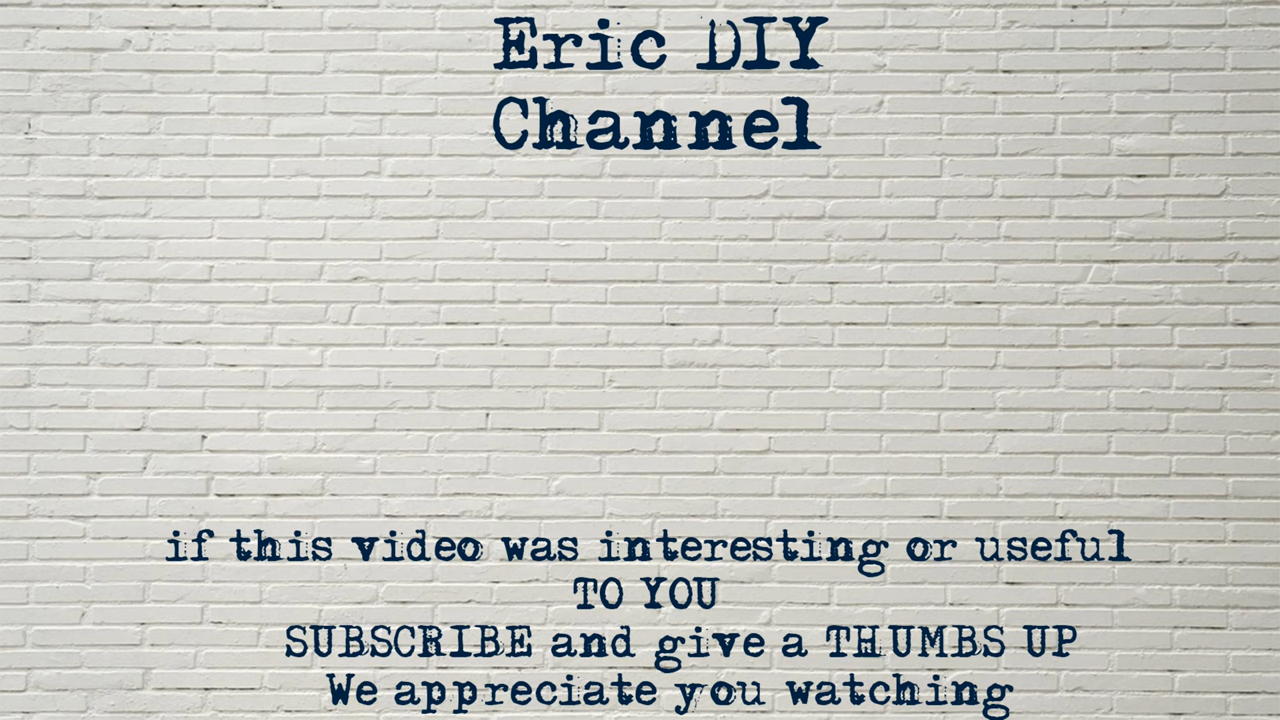 Eric DIY
Channel
if this video was interesting or useful
TO YOU
SUBSCRIBE and give a THUMBS UP
We appreciate you watching